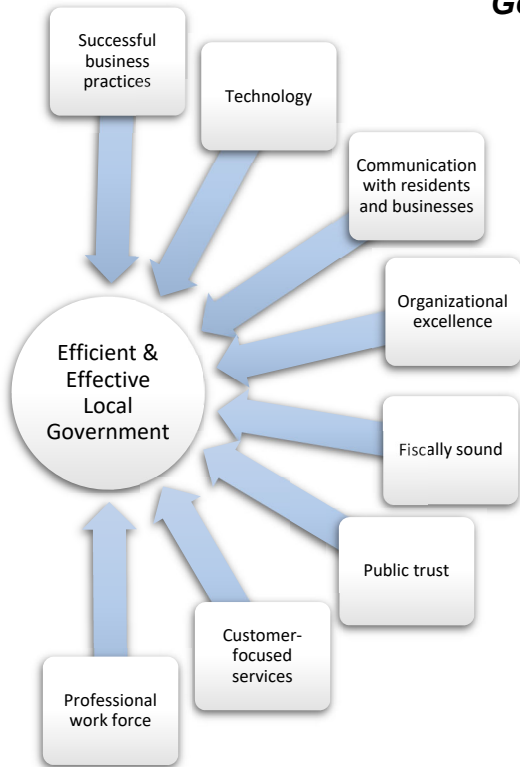 Successful
business
practices
Technology
Communication
with residents
and businesses
Organizational
excellence
Efficient &
Effective
Local
Government
Fiscally sound
Public trust
Customer-
focused
services
Professional
work force